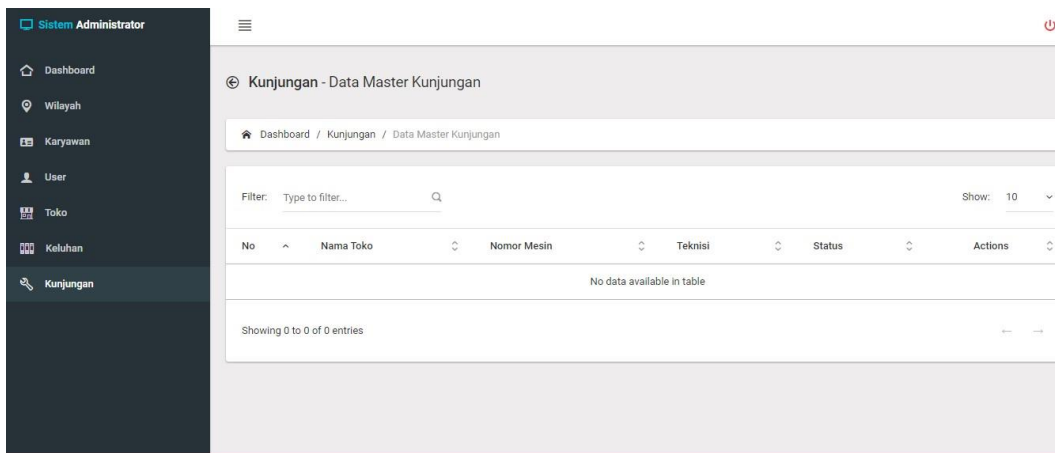 Sistem Administrator
Dashboard
Wilayah
Karyawan
User
Toko
Keluhan
Kunjungan
Kunjungan - Data Master Kunjungan
Dashboard / Kunjungan / Data Master Kunjungan
Filter: Type to filter... Show: 10
No Nama Toko Nomor Mesin Teknisi Status Actions
No data available in table
Showing 0 to 0 of 0 entries ← →